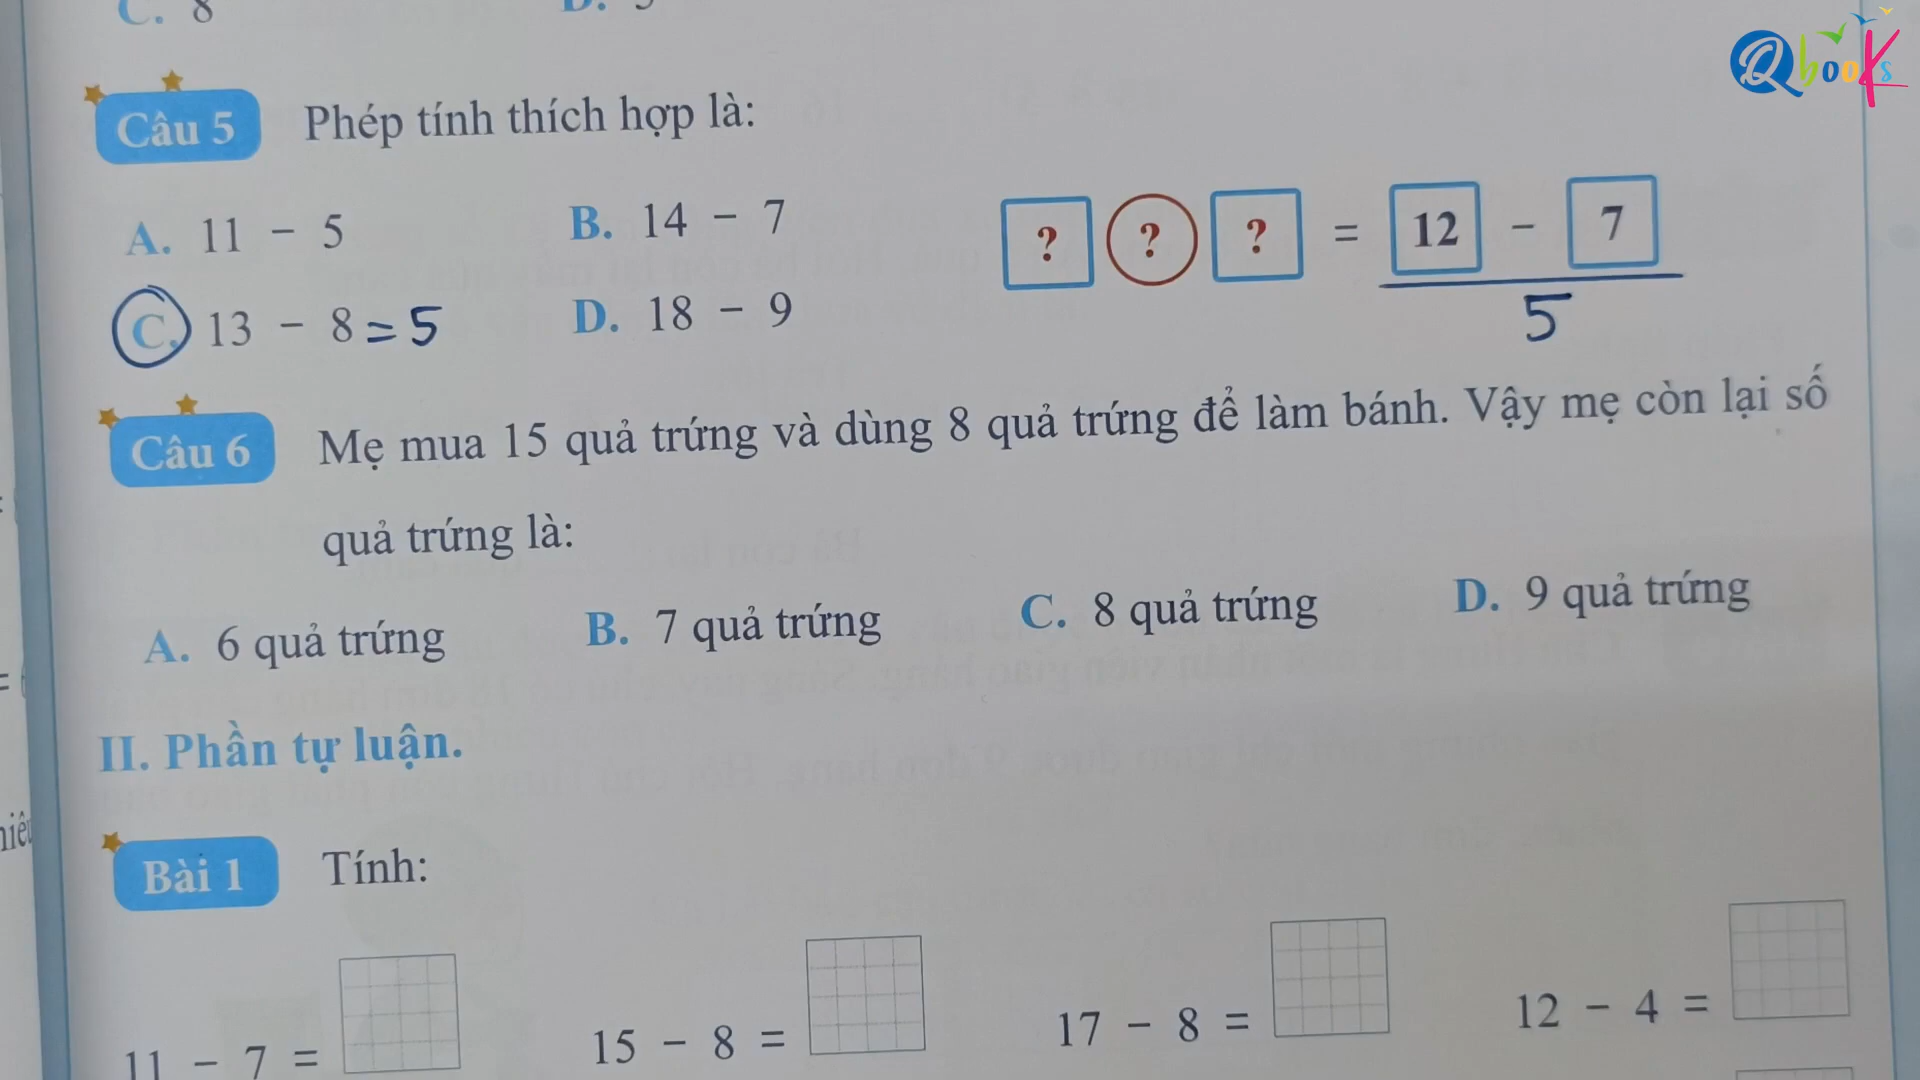 C. 8
Qbooks
Câu 5 Phép tính thích hợp là:
A. 11 - 5 B. 14 - 7
? ? ? = 12 - 7
5
C. 13 - 8 = 5 D. 18 - 9
Câu 6 Mẹ mua 15 quả trứng và dùng 8 quả trứng để làm bánh. Vậy mẹ còn lại số
quả trứng là:
A. 6 quả trứng B. 7 quả trứng C. 8 quả trứng D. 9 quả trứng
II. Phần tự luận.
Bài 1 Tính:
11 - 7 = 15 - 8 = 17 - 8 = 12 - 4 =